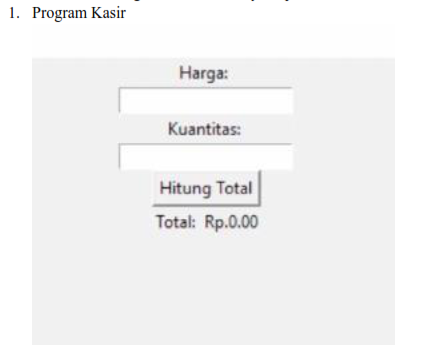 1. Program Kasir
Harga:
Kuantitas:
Hitung Total
Total: Rp.0.00